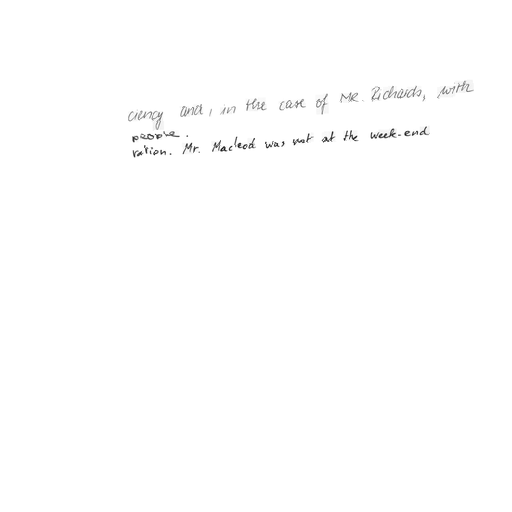 ciency and, in the case of Mr. Richards, with
people.
ration. Mr. Macleod was not at the week-end